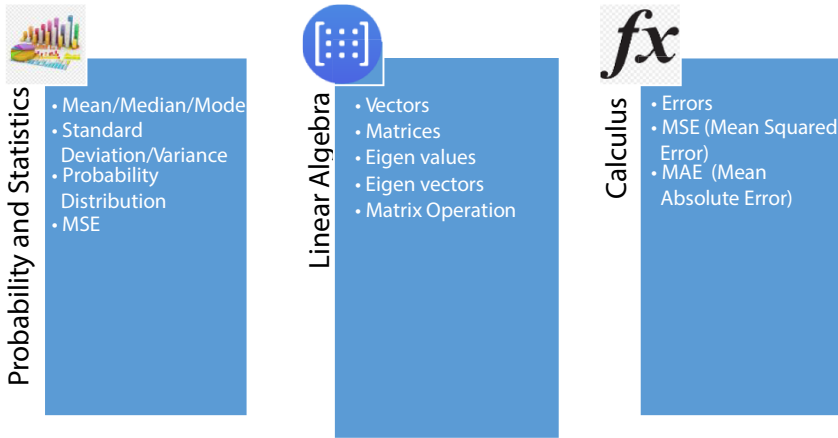 Probability and Statistics
• Mean/Median/Mode
• Standard
Deviation/Variance
• Probability
Distribution
• MSE
Linear Algebra
• Vectors
• Matrices
• Eigen values
• Eigen vectors
• Matrix Operation
fx
Calculus
• Errors
• MSE (Mean Squared
Error)
• MAE (Mean
Absolute Error)